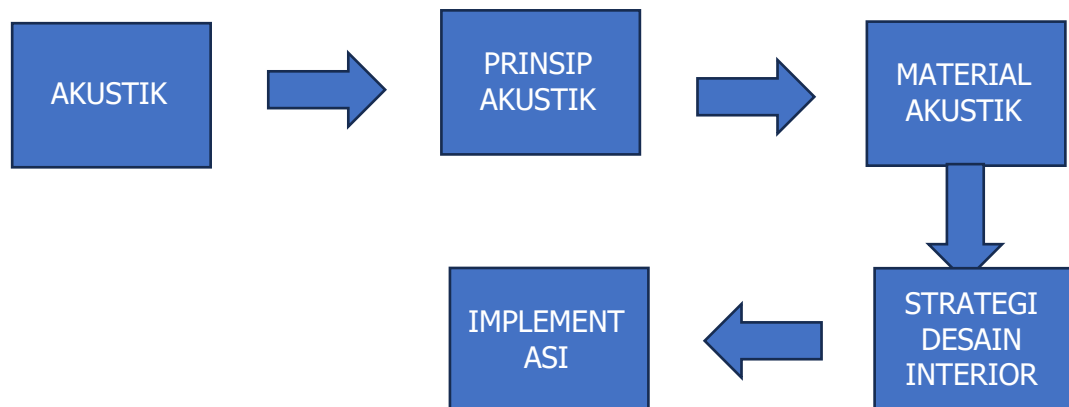 AKUSTIK
PRINSIP
AKUSTIK
MATERIAL
AKUSTIK
STRATEGI
DESAIN
INTERIOR
IMPLEMENT
ASI